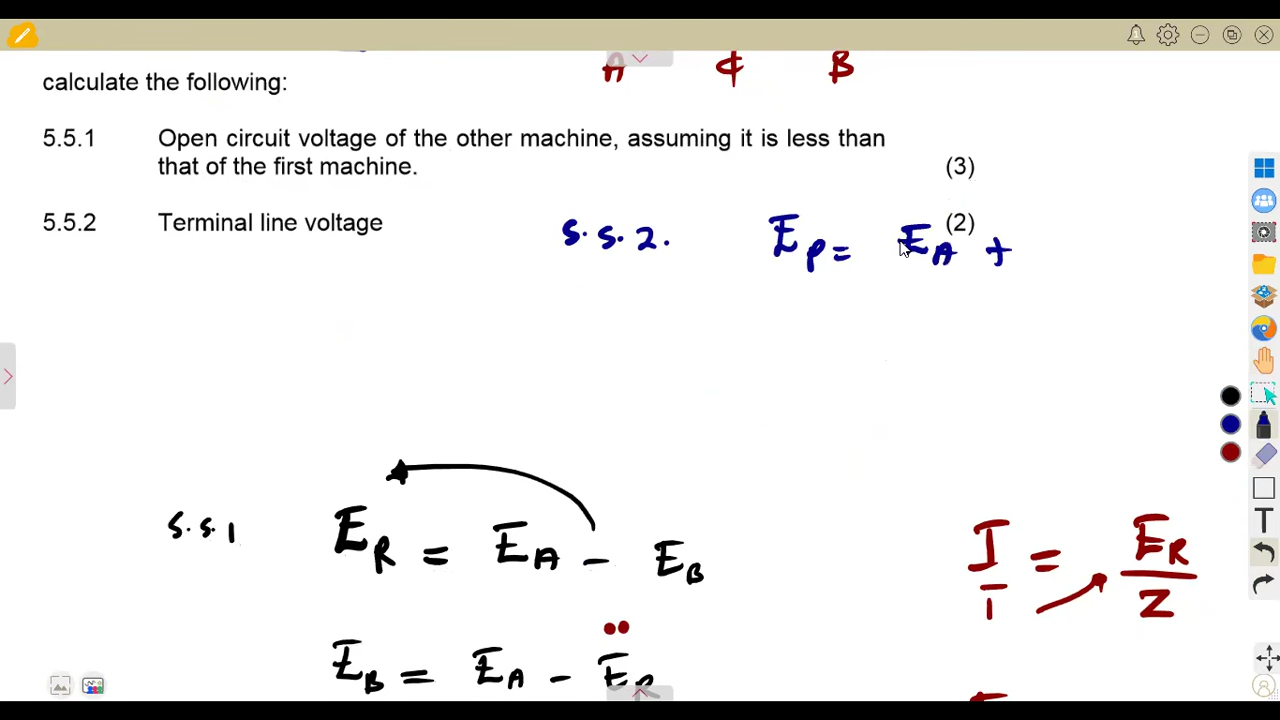 A ¢ B
calculate the following:
5.5.1 Open circuit voltage of the other machine, assuming it is less than
that of the first machine. (3)
5.5.2 Terminal line voltage (2)
5.5.2. Ep = EA +
5.5.1 ER = EA - EB
I/1 = ER/Z
EB = EA - ER
T